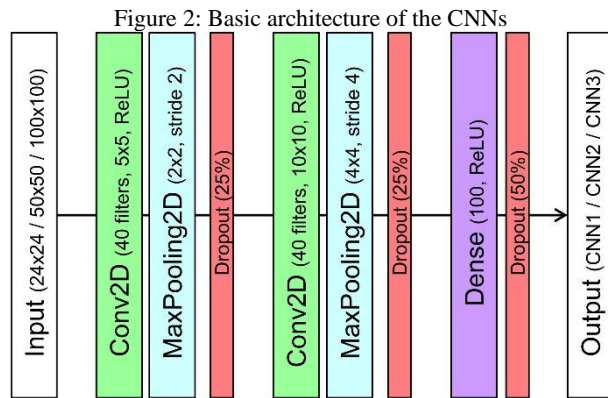 Figure 2: Basic architecture of the CNNs
Input (24x24 / 50x50 / 100x100)
Conv2D (40 filters, 5x5, ReLU)
MaxPooling2D (2x2, stride 2)
Dropout (25%)
Conv2D (40 filters, 10x10, ReLU)
MaxPooling2D (4x4, stride 4)
Dropout (25%)
Dense (100, ReLU)
Dropout (50%)
Output (CNN1 / CNN2 / CNN3)